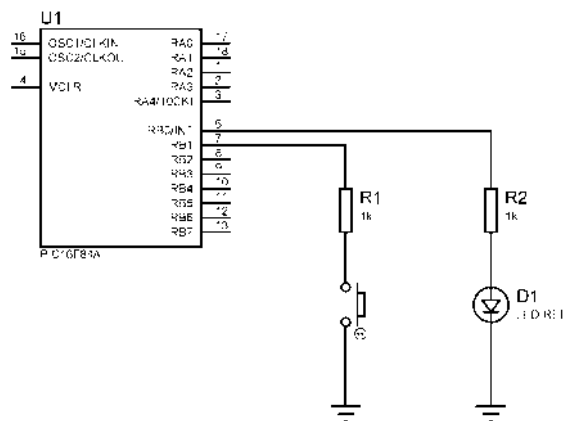 U1
16 OSC1/CLKIN RA0 17
15 OSC2/CLKOU RA1 18
RA2 1
4 MCLR RA3 2
RA4/T0CKI 3
RB0/INT 6
RB1 7
RB2 8
RB3 9
RB4 10
RB5 11
RB6 12
RB7 13
PIC16F84A
R1
1k
R2
1k
D1
LED-RED